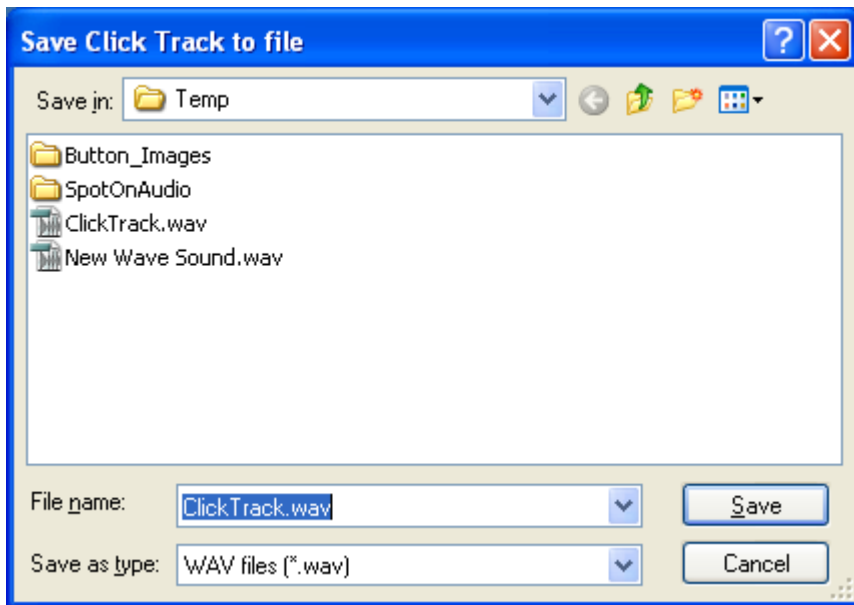 Save Click Track to file
Save in: Temp
Button_Images
SpotOnAudio
ClickTrack.wav
New Wave Sound.wav
File name: ClickTrack.wav Save
Save as type: WAV files (*.wav) Cancel